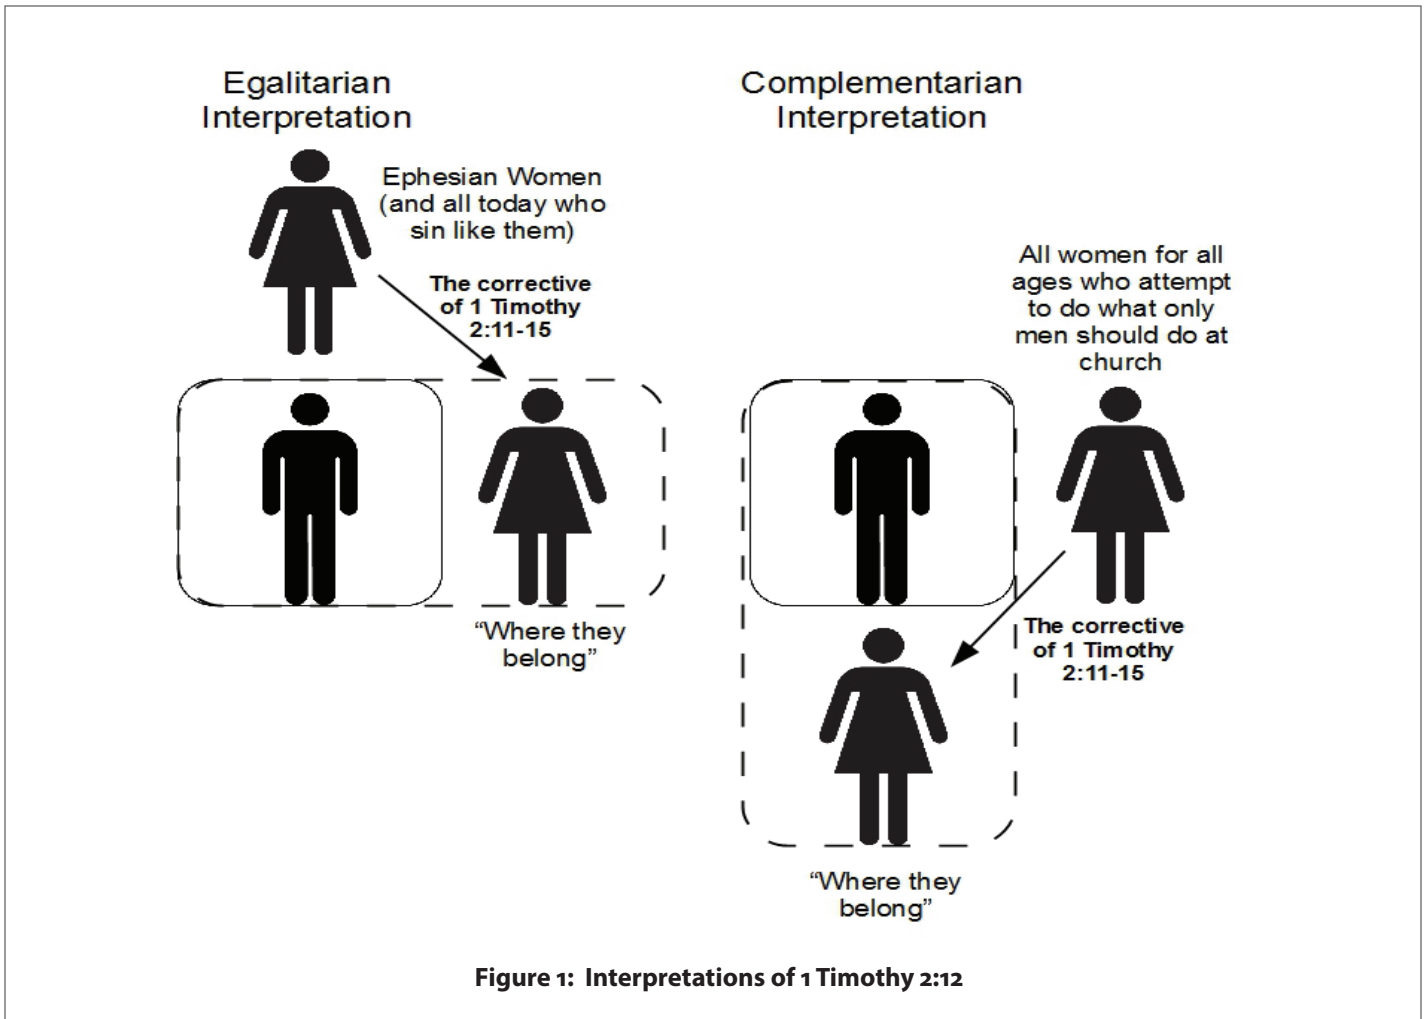 Egalitarian
Interpretation
Ephesian Women
(and all today who
sin like them)
The corrective
of 1 Timothy
2:11-15
“Where they
belong”
Complementarian
Interpretation
All women for all
ages who attempt
to do what only
men should do at
church
The corrective
of 1 Timothy
2:11-15
“Where they
belong”
Figure 1: Interpretations of 1 Timothy 2:12